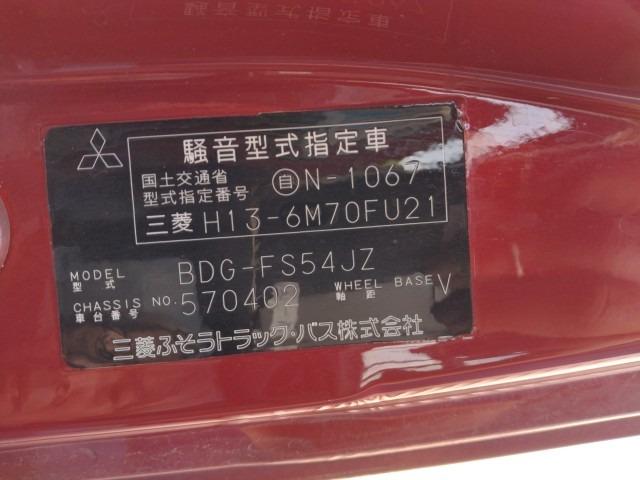 騒音型式指定車
国土交通省
型式指定番号 自N-1067
三菱 H13-6M70FU21
MODEL
型式 BDG-FS54JZ
CHASSIS NO. 570402 WHEEL BASE V
車台番号 軸距
三菱ふそうトラック・バス株式会社